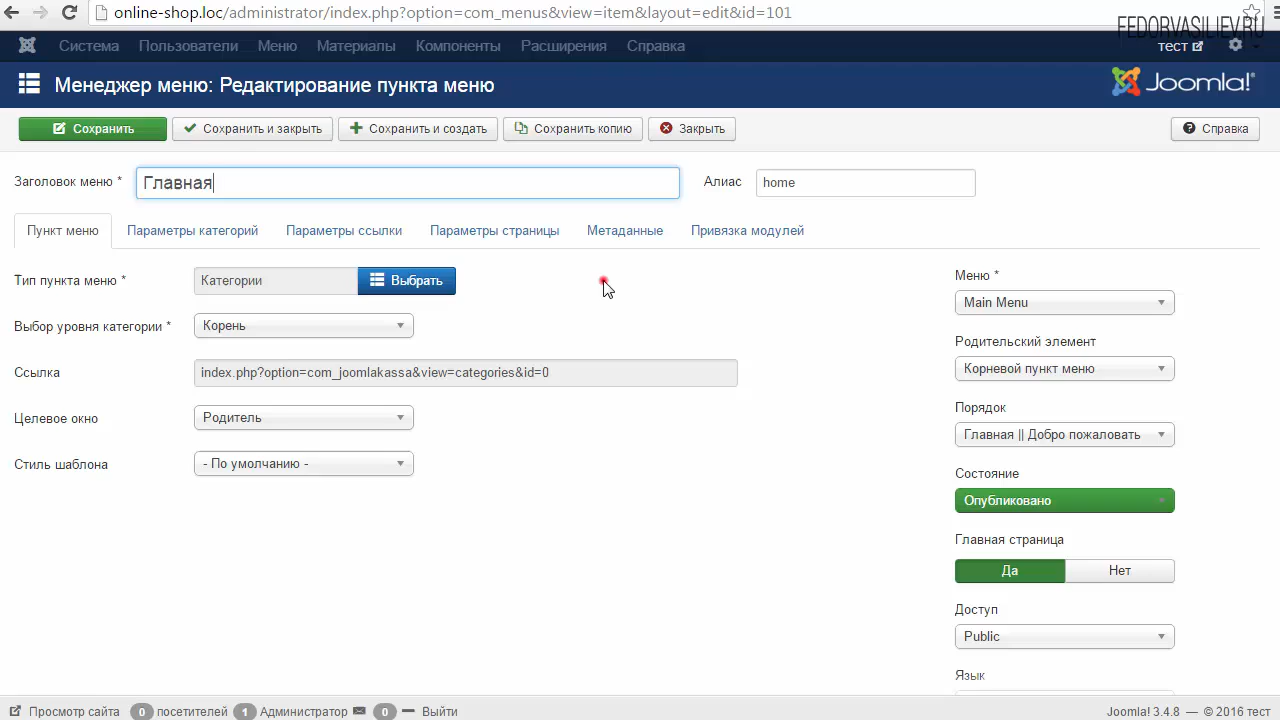 online-shop.loc/administrator/index.php?option=com_menus&view=item&layout=edit&id=101
FEDORVASILIEV.RU
Система Пользователи Меню Материалы Компоненты Расширения Справка тест
Менеджер меню: Редактирование пункта меню Joomla!
Сохранить Сохранить и закрыть Сохранить и создать Сохранить копию Закрыть Справка
Заголовок меню * Главная Алиас home
Пункт меню Параметры категорий Параметры ссылки Параметры страницы Метаданные Привязка модулей
Тип пункта меню * Категории Выбрать
Выбор уровня категории * Корень
Ссылка index.php?option=com_joomlakassa&view=categories&id=0
Целевое окно Родитель
Стиль шаблона - По умолчанию -
Меню *
Main Menu
Родительский элемент
Корневой пункт меню
Порядок
Главная || Добро пожаловать
Состояние
Опубликовано
Главная страница
Да Нет
Доступ
Public
Язык
Просмотр сайта 0 посетителей 1 Администратор 0 Выйти Joomla! 3.4.8 — © 2016 тест